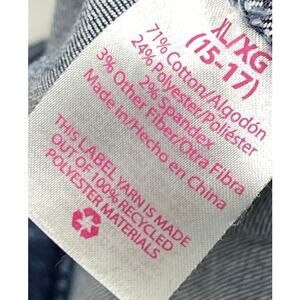 XL/XG
(15-17)
71% Cotton/Algodón
24% Polyester/Poliéster
2% Spandex
3% Other Fiber/Otra Fibra
Made in/Hecho en China
THIS LABEL YARN IS MADE
OUT OF 100% RECYCLED
POLYESTER MATERIALS